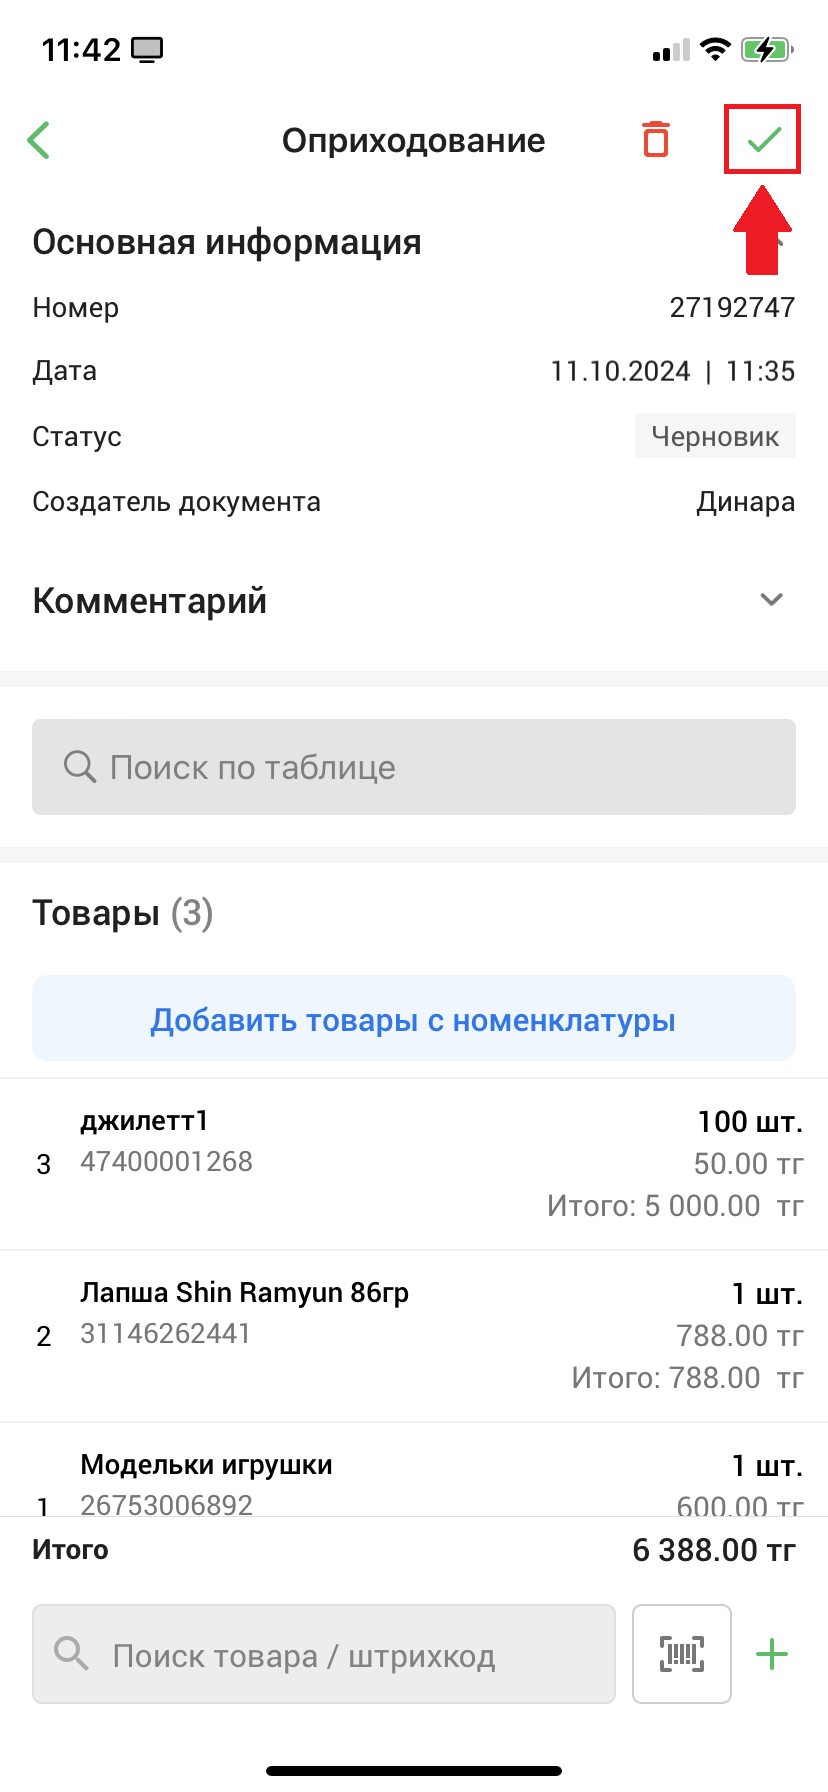 11:42
Оприходование
Основная информация
Номер 27192747
Дата 11.10.2024 | 11:35
Статус Черновик
Создатель документа Динара
Комментарий
Поиск по таблице
Товары (3)
Добавить товары с номенклатуры
джилетт1 100 шт.
3 47400001268 50.00 тг
Итого: 5 000.00 тг
Лапша Shin Ramyun 86гр 1 шт.
2 31146262441 788.00 тг
Итого: 788.00 тг
Модельки игрушки 1 шт.
1 26753006892 600.00 тг
Итого 6 388.00 тг
Поиск товара / штрихкод